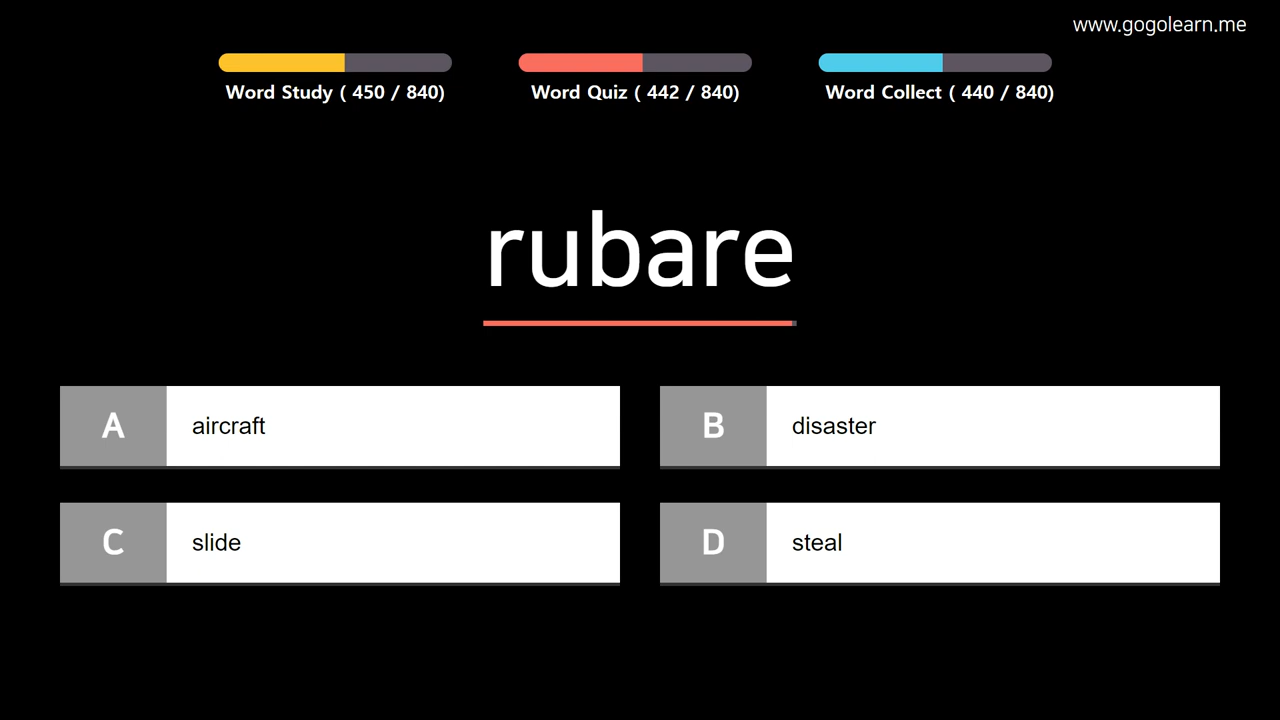 www.gogolearn.me
Word Study ( 450 / 840)
Word Quiz ( 442 / 840)
Word Collect ( 440 / 840)
rubare
A aircraft
B disaster
C slide
D steal